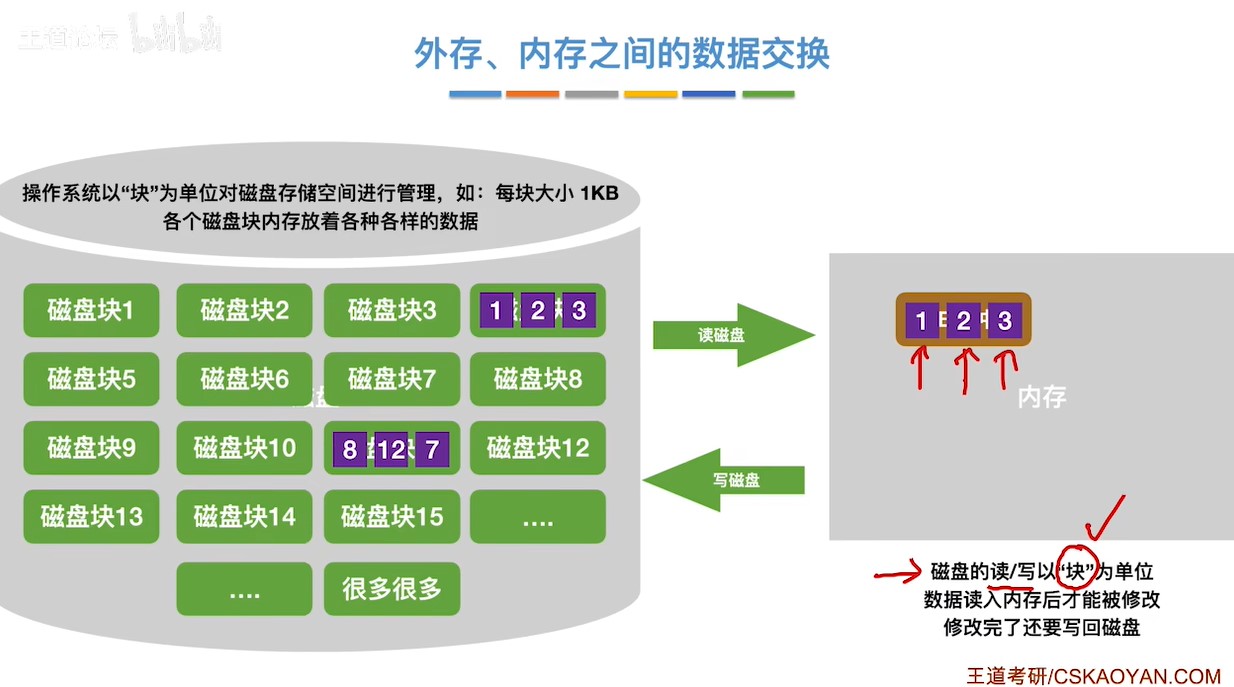 王道论坛 bilibili
外存、内存之间的数据交换
操作系统以“块”为单位对磁盘存储空间进行管理，如：每块大小 1KB
各个磁盘块内存放着各种各样的数据
磁盘块1 磁盘块2 磁盘块3 1 2 3
磁盘块5 磁盘块6 磁盘块7 磁盘块8
磁盘块9 磁盘块10 8 12 7 磁盘块12
磁盘块13 磁盘块14 磁盘块15 ....
.... 很多很多
读磁盘
写磁盘
1 2 3
内存
磁盘的读/写以“块”为单位
数据读入内存后才能被修改
修改完了还要写回磁盘
王道考研/CSKAOYAN.COM